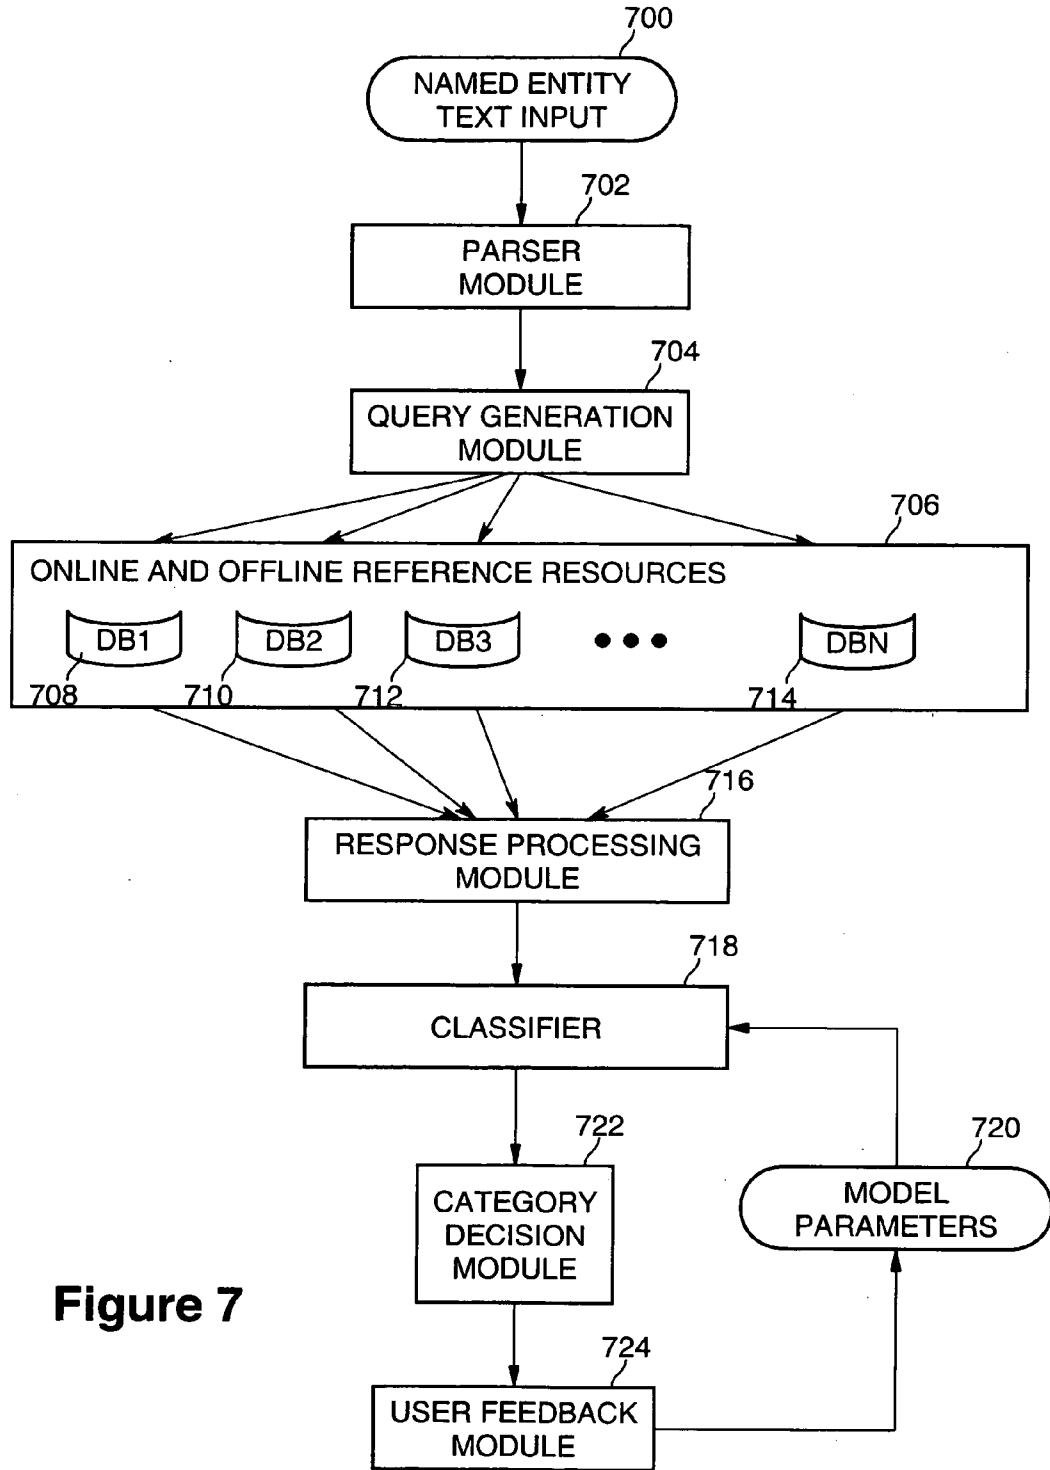 700
NAMED ENTITY
TEXT INPUT
702
PARSER
MODULE
704
QUERY GENERATION
MODULE
706
ONLINE AND OFFLINE REFERENCE RESOURCES
DB1 DB2 DB3 DBN
708 710 712 714
716
RESPONSE PROCESSING
MODULE
718
CLASSIFIER
722
720
CATEGORY
DECISION
MODULE
MODEL
PARAMETERS
Figure 7
724
USER FEEDBACK
MODULE